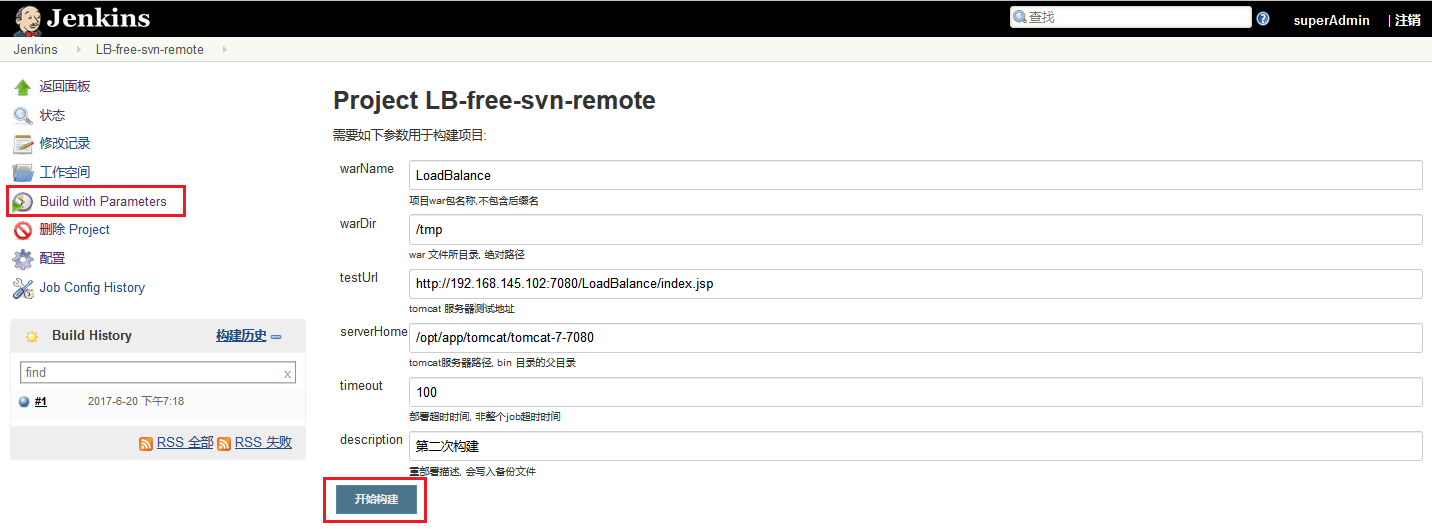 Jenkins
查找
superAdmin | 注销
Jenkins LB-free-svn-remote
返回面板
状态
修改记录
工作空间
Build with Parameters
删除 Project
配置
Job Config History
Build History 构建历史
find x
#1 2017-6-20 下午7:18
RSS 全部 RSS 失败
Project LB-free-svn-remote
需要如下参数用于构建项目:
warName LoadBalance
项目war包名称,不包含后缀名
warDir /tmp
war 文件所目录, 绝对路径
testUrl http://192.168.145.102:7080/LoadBalance/index.jsp
tomcat 服务器测试地址
serverHome /opt/app/tomcat/tomcat-7-7080
tomcat服务器路径, bin 目录的父目录
timeout 100
部署超时时间, 非整个job超时时间
description 第二次构建
重部署描述, 会写入备份文件
开始构建